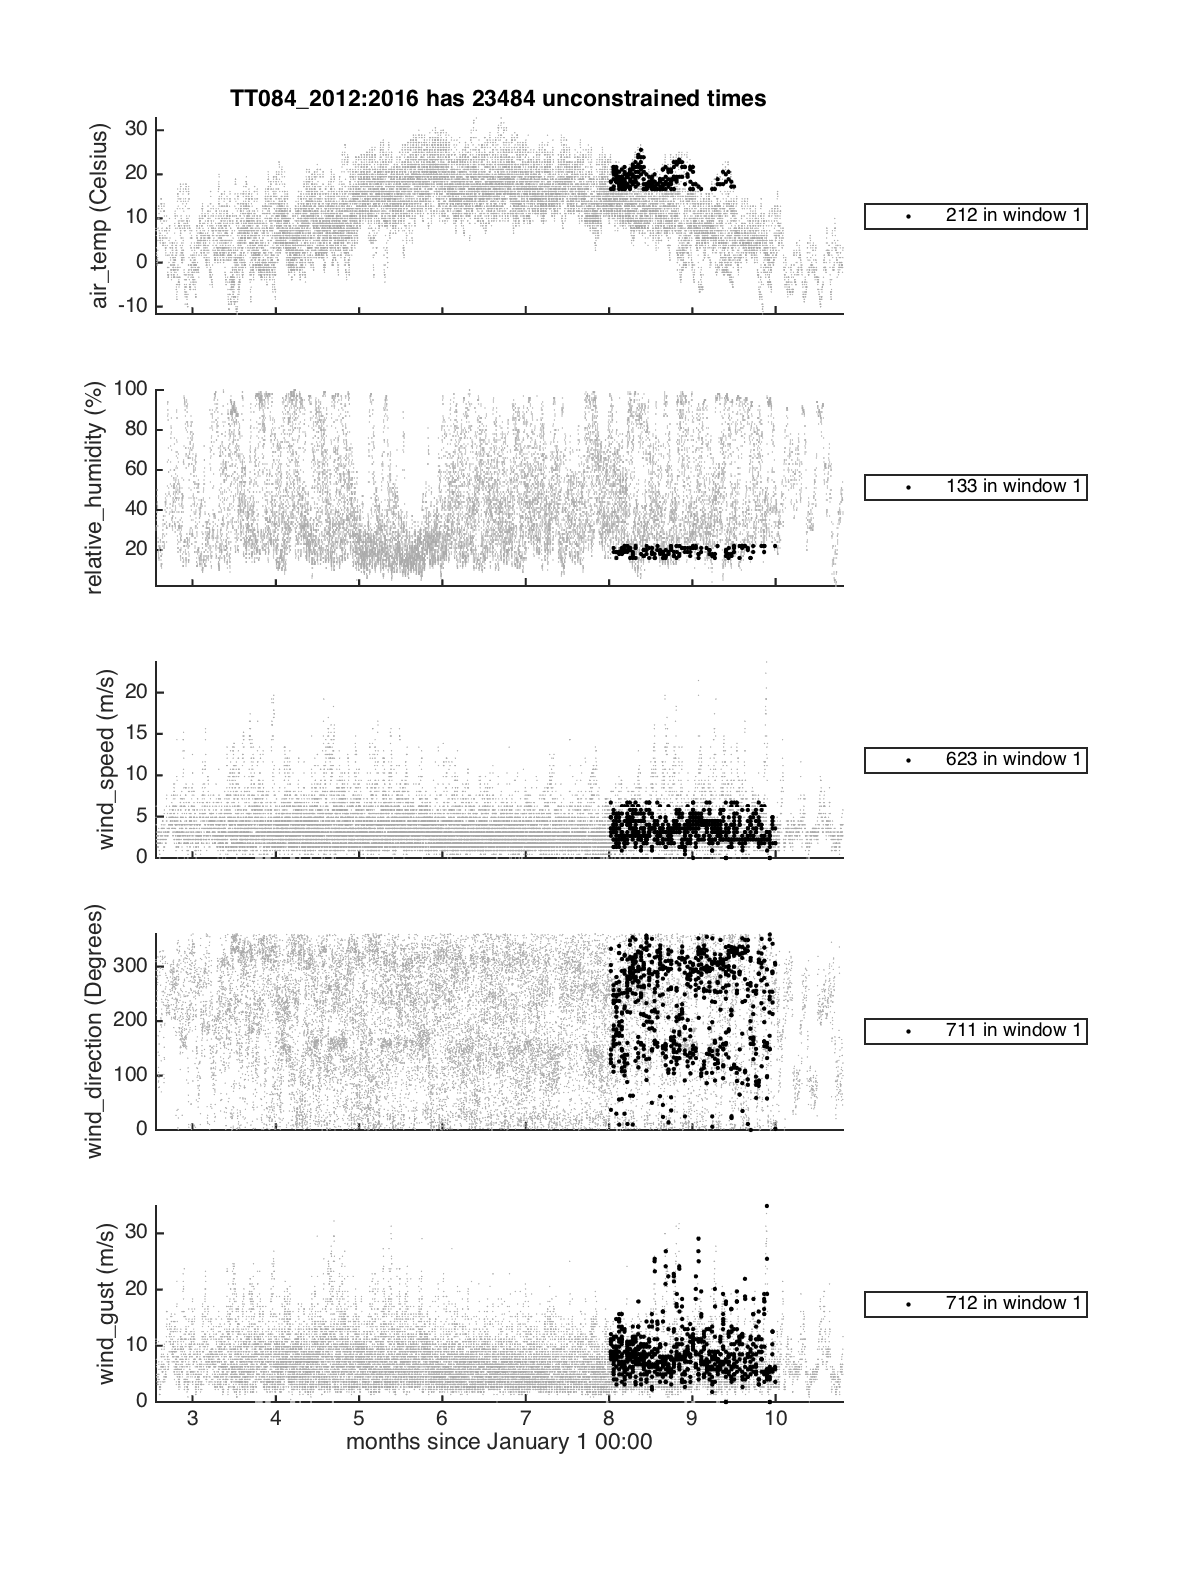 TT084_2012:2016 has 23484 unconstrained times
air_temp (Celsius)
30
20
10
0
-10
212 in window 1
relative_humidity (%)
100
80
60
40
20
133 in window 1
wind_speed (m/s)
20
15
10
5
0
623 in window 1
wind_direction (Degrees)
300
200
100
0
711 in window 1
wind_gust (m/s)
30
20
10
0
712 in window 1
3 4 5 6 7 8 9 10
months since January 1 00:00